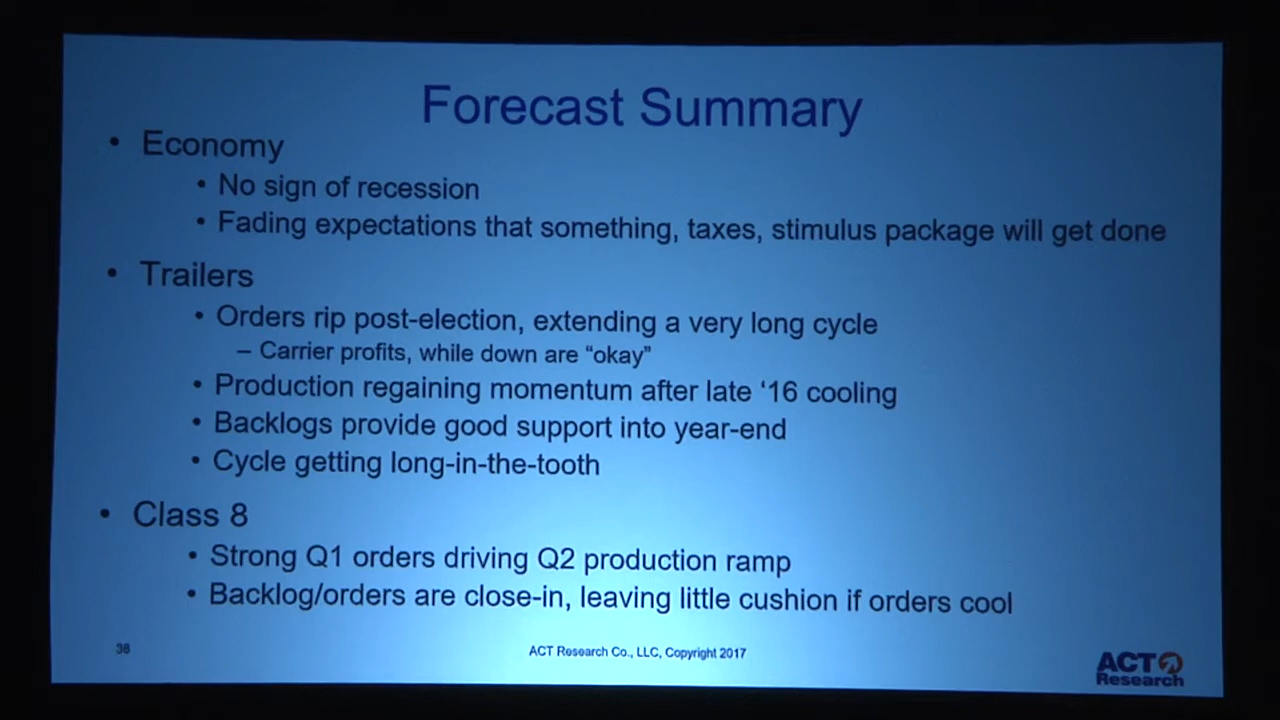 Forecast Summary
• Economy
• No sign of recession
• Fading expectations that something, taxes, stimulus package will get done
• Trailers
• Orders rip post-election, extending a very long cycle
– Carrier profits, while down are “okay”
• Production regaining momentum after late ‘16 cooling
• Backlogs provide good support into year-end
• Cycle getting long-in-the-tooth
• Class 8
• Strong Q1 orders driving Q2 production ramp
• Backlog/orders are close-in, leaving little cushion if orders cool
38
ACT Research Co., LLC, Copyright 2017
ACT
Research